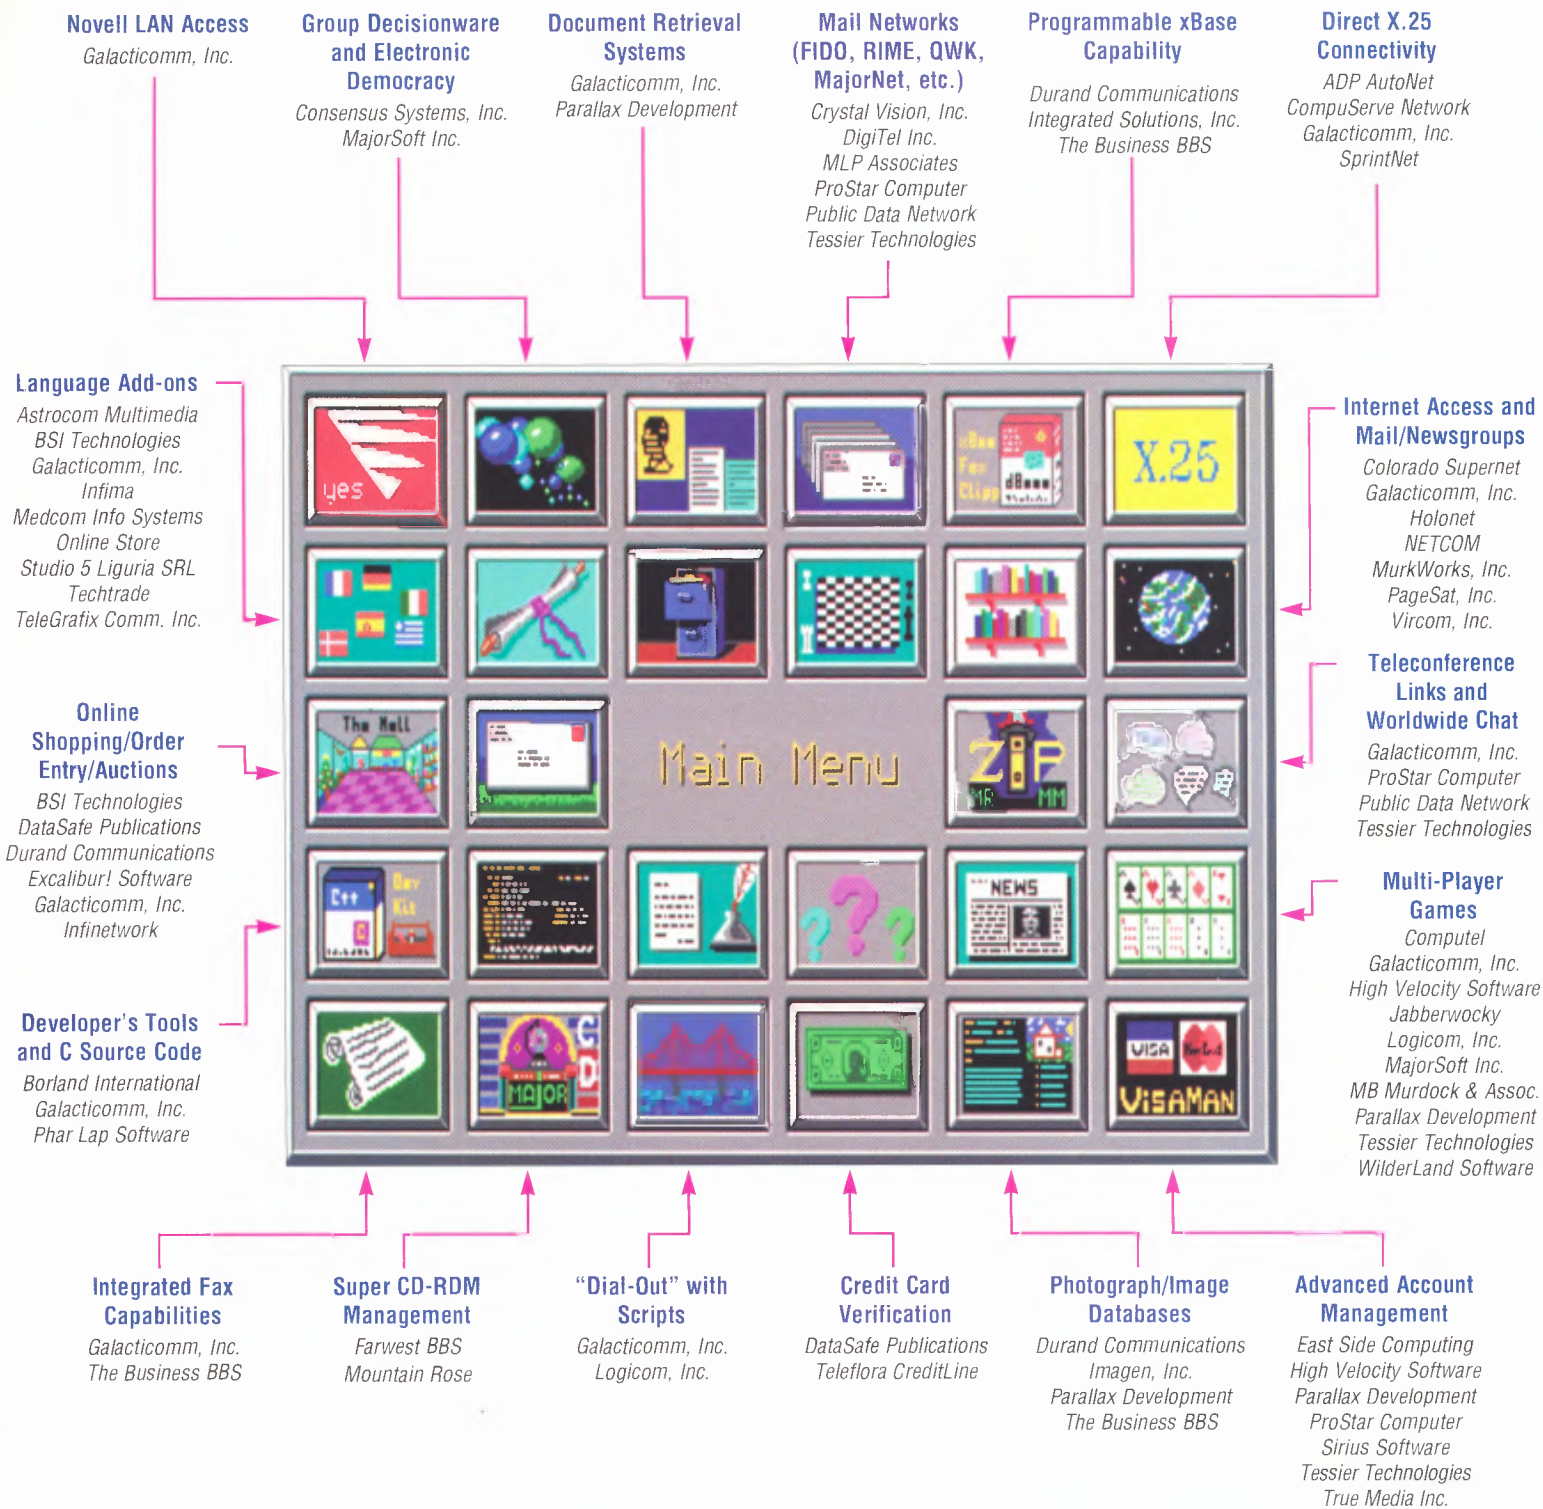 Novell LAN Access
Galacticomm, Inc.
Group Decisionware
and Electronic
Democracy
Consensus Systems, Inc.
MajorSoft Inc.
Document Retrieval
Systems
Galacticomm, Inc.
Parallax Development
Mail Networks
(FIDO, RIME, QWK,
MajorNet, etc.)
Crystal Vision, Inc.
DigiTel Inc.
MLP Associates
ProStar Computer
Public Data Network
Tessier Technologies
Programmable xBase
Capability
Durand Communications
Integrated Solutions, Inc.
The Business BBS
Direct X.25
Connectivity
ADP AutoNet
CompuServe Network
Galacticomm, Inc.
SprintNet
Language Add-ons
Astrocom Multimedia
BSI Technologies
Galacticomm, Inc.
Infima
Medcom Info Systems
Online Store
Studio 5 Liguria SRL
Techtrade
TeleGrafix Comm. Inc.
Online
Shopping/Order
Entry/Auctions
BSI Technologies
DataSafe Publications
Durand Communications
Excalibur! Software
Galacticomm, Inc.
Infinetwork
Developer's Tools
and C Source Code
Borland International
Galacticomm, Inc.
Phar Lap Software
yes
xBase
Fox
Clipp
dBase
X.25
The Mall
Main Menu
ZIP
MR MM
C++
C
Dev
Kit
NEWS
MAJOR
CD
VISA
VISAMAN
Internet Access and
Mail/Newsgroups
Colorado Supernet
Galacticomm, Inc.
Holonet
NETCOM
MurkWorks, Inc.
PageSat, Inc.
Vircom, Inc.
Teleconference
Links and
Worldwide Chat
Galacticomm, Inc.
ProStar Computer
Public Data Network
Tessier Technologies
Multi-Player
Games
Computel
Galacticomm, Inc.
High Velocity Software
Jabberwocky
Logicom, Inc.
MajorSoft Inc.
MB Murdock & Assoc.
Parallax Development
Tessier Technologies
WilderLand Software
Integrated Fax
Capabilities
Galacticomm, Inc.
The Business BBS
Super CD-RDM
Management
Farwest BBS
Mountain Rose
“Dial-Out” with
Scripts
Galacticomm, Inc.
Logicom, Inc.
Credit Card
Verification
DataSafe Publications
Teleflora CreditLine
Photograph/Image
Databases
Durand Communications
Imagen, Inc.
Parallax Development
The Business BBS
Advanced Account
Management
East Side Computing
High Velocity Software
Parallax Development
ProStar Computer
Sirius Software
Tessier Technologies
True Media Inc.